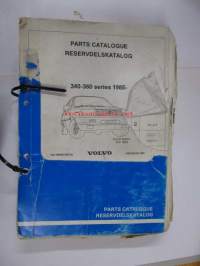 PARTS CATALOGUE
RESERVDELSKATALOG
340-360 series 1985-
VOLVO
PARTS CATALOGUE
RESERVDELSKATALOG